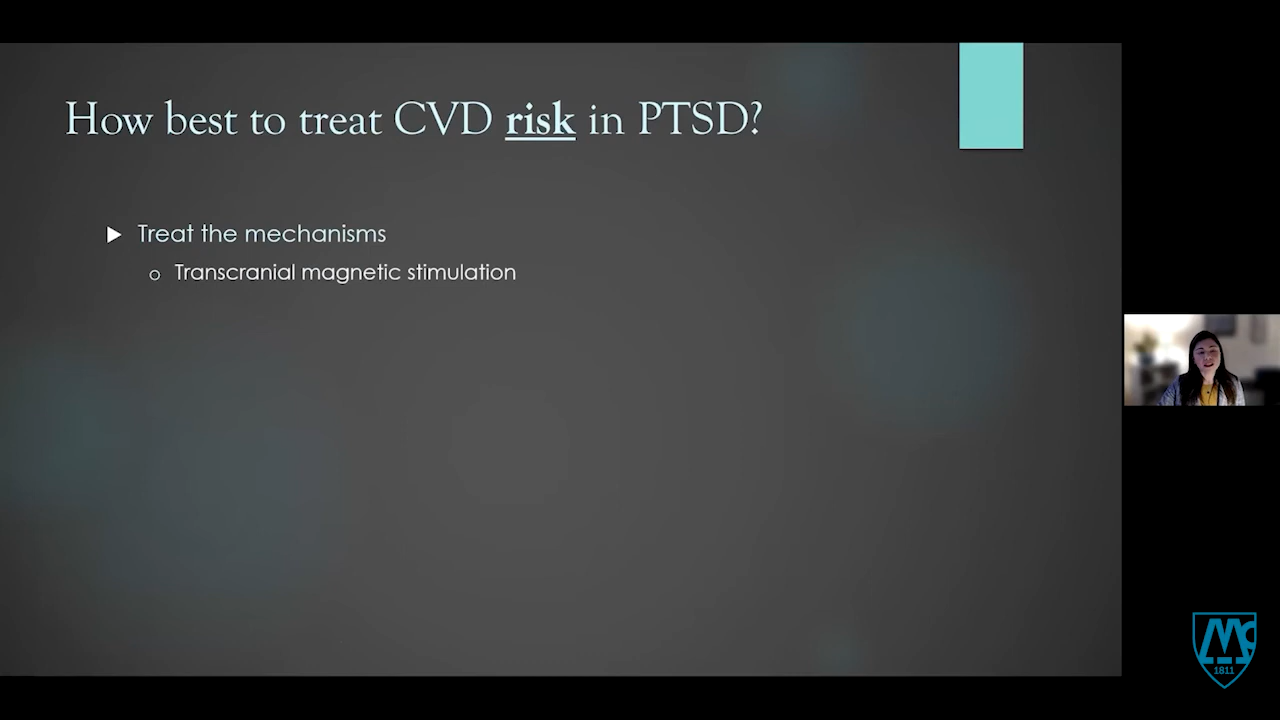 How best to treat CVD risk in PTSD?
Treat the mechanisms
Transcranial magnetic stimulation
1811